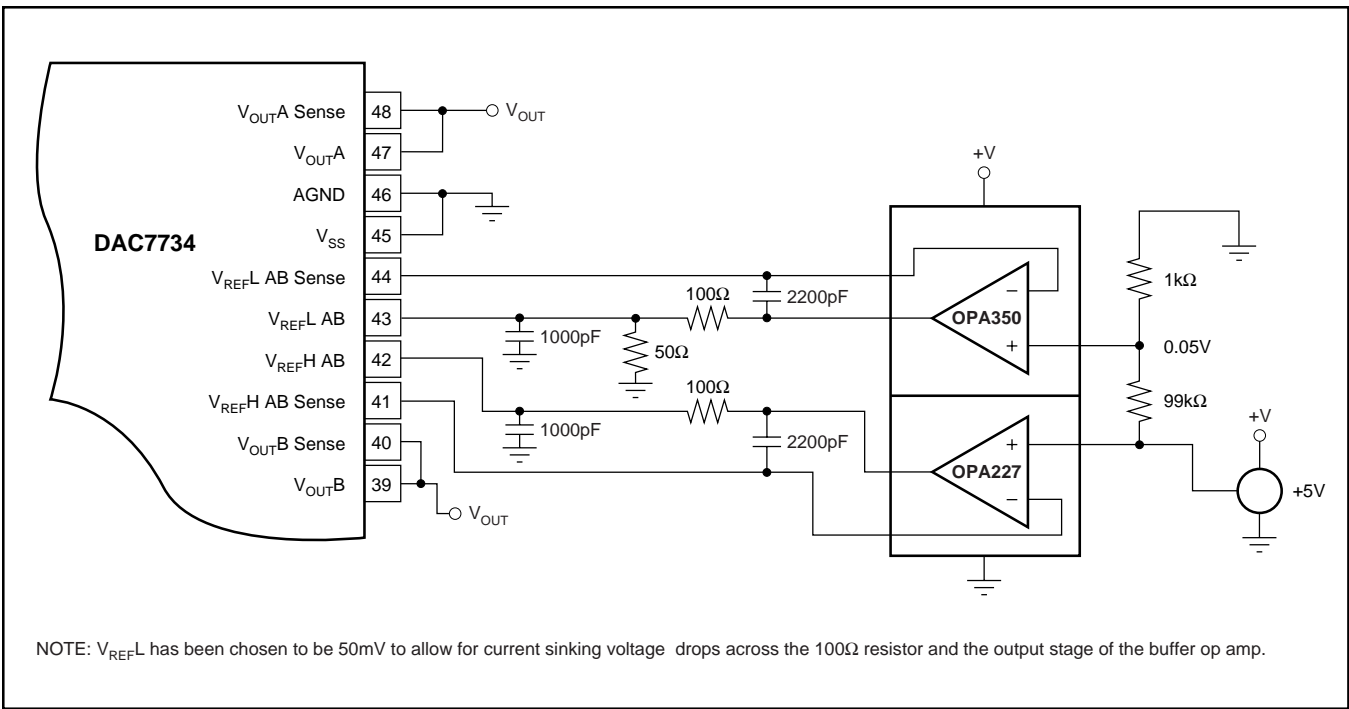 DAC7734
V_OUTA Sense 48
V_OUTA 47
AGND 46
V_SS 45
V_REFL AB Sense 44
V_REFL AB 43
V_REFH AB 42
V_REFH AB Sense 41
V_OUTB Sense 40
V_OUTB 39
V_OUT
V_OUT
100Ω
2200pF
1000pF
50Ω
100Ω
2200pF
1000pF
+V
−
OPA350
+
+
OPA227
−
1kΩ
0.05V
99kΩ
+V
+5V
NOTE: V_REFL has been chosen to be 50mV to allow for current sinking voltage drops across the 100Ω resistor and the output stage of the buffer op amp.